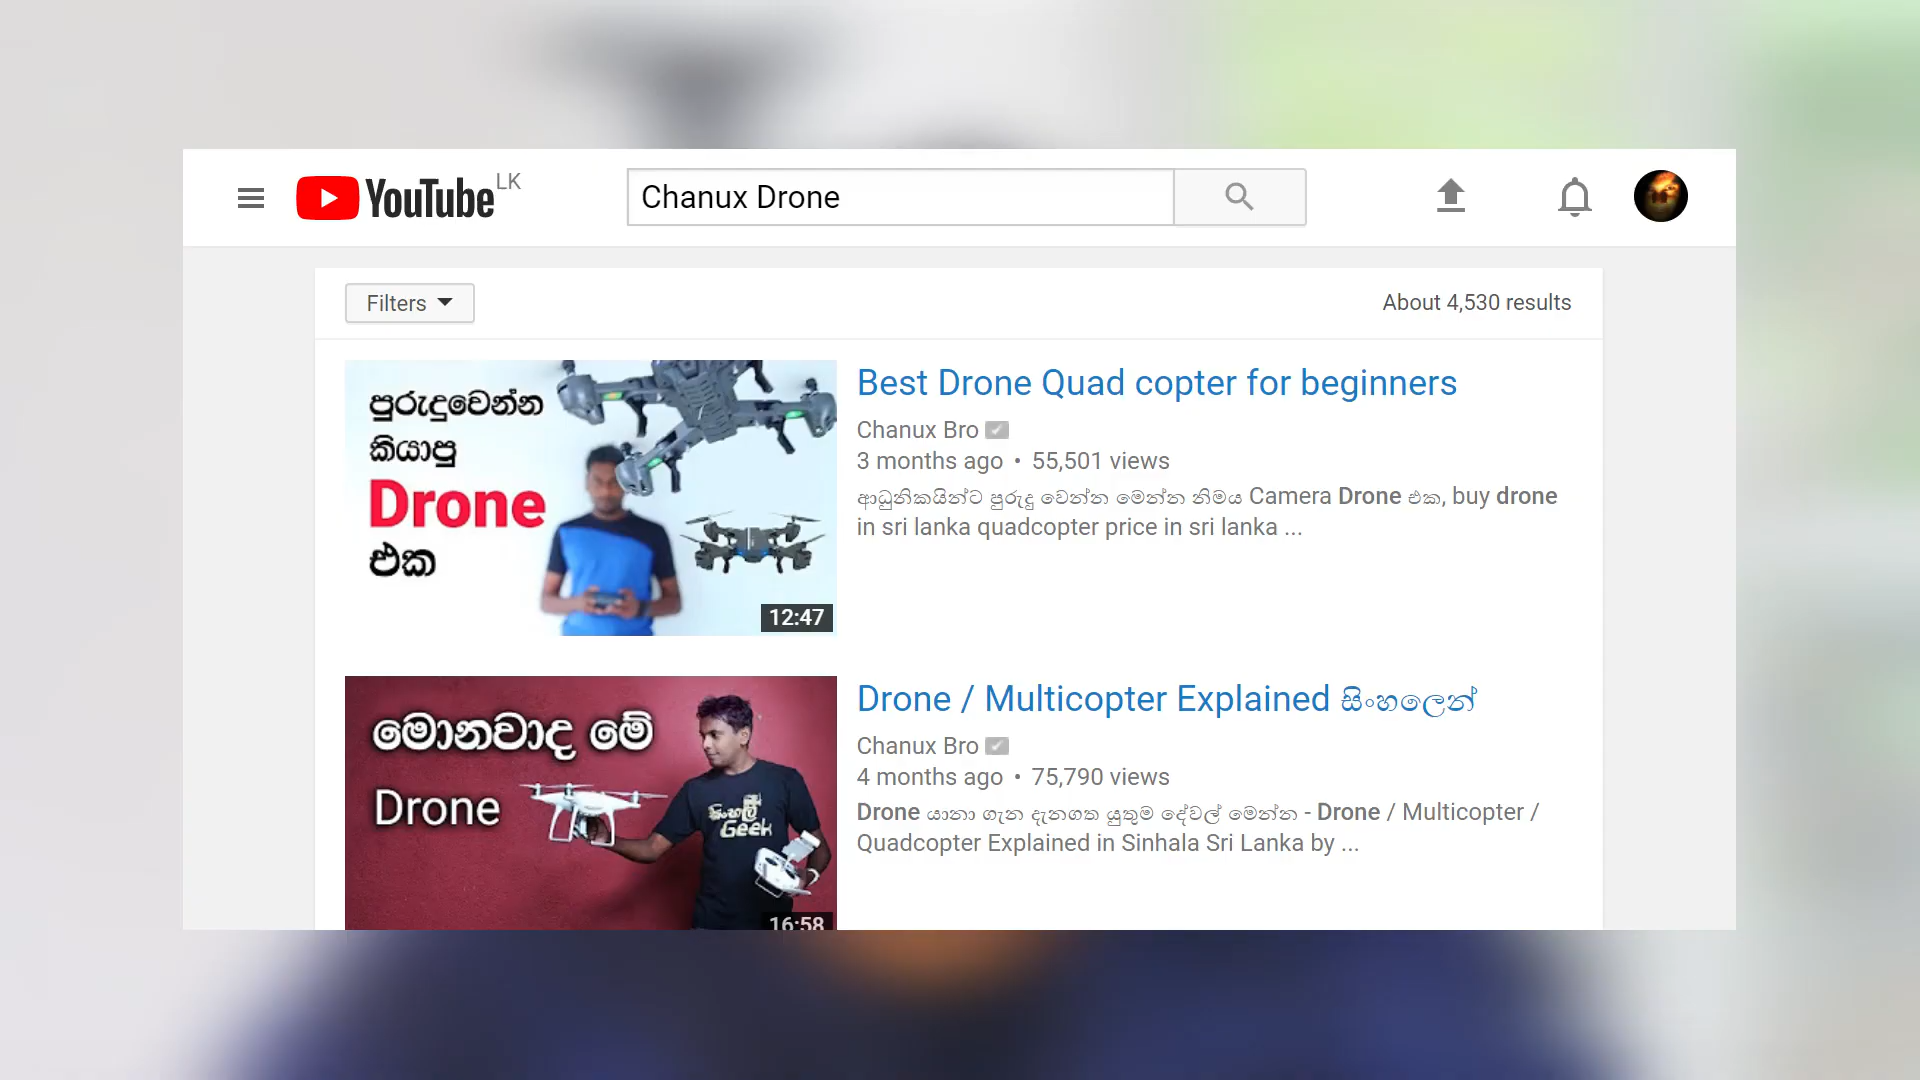 YouTube LK
Chanux Drone
Filters
About 4,530 results
පුරුදුවෙන්න
කියාපු
Drone
එක
12:47
Best Drone Quad copter for beginners
Chanux Bro
3 months ago • 55,501 views
ආධුනිකයින්ට පුරුදු වෙන්න මෙන්න නිමය Camera Drone එක, buy drone
in sri lanka quadcopter price in sri lanka ...
මොනවාද මේ
Drone
සිංහල
Geek
16:58
Drone / Multicopter Explained සිංහලෙන්
Chanux Bro
4 months ago • 75,790 views
Drone යානා ගැන දැනගත යුතුම දේවල් මෙන්න - Drone / Multicopter /
Quadcopter Explained in Sinhala Sri Lanka by ...